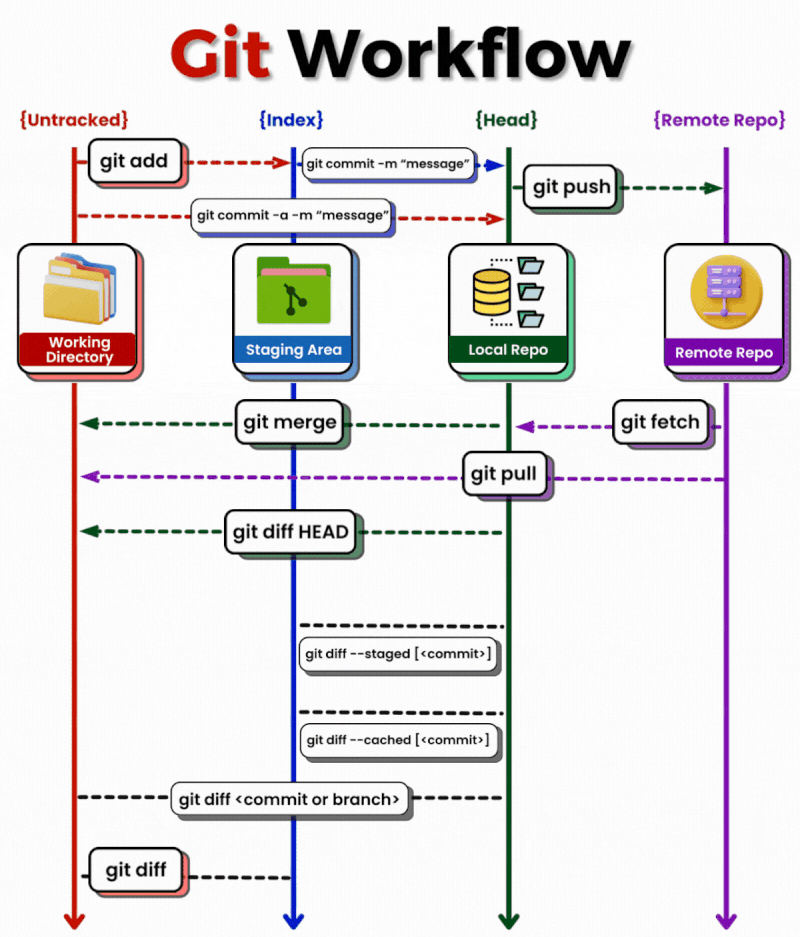 Git Workflow
{Untracked}
{Index}
{Head}
{Remote Repo}
git add
git commit -m “message”
git push
git commit -a -m “message”
Working
Directory
Staging Area
Local Repo
Remote Repo
git merge
git fetch
git pull
git diff HEAD
git diff --staged [<commit>]
git diff --cached [<commit>]
git diff <commit or branch>
git diff